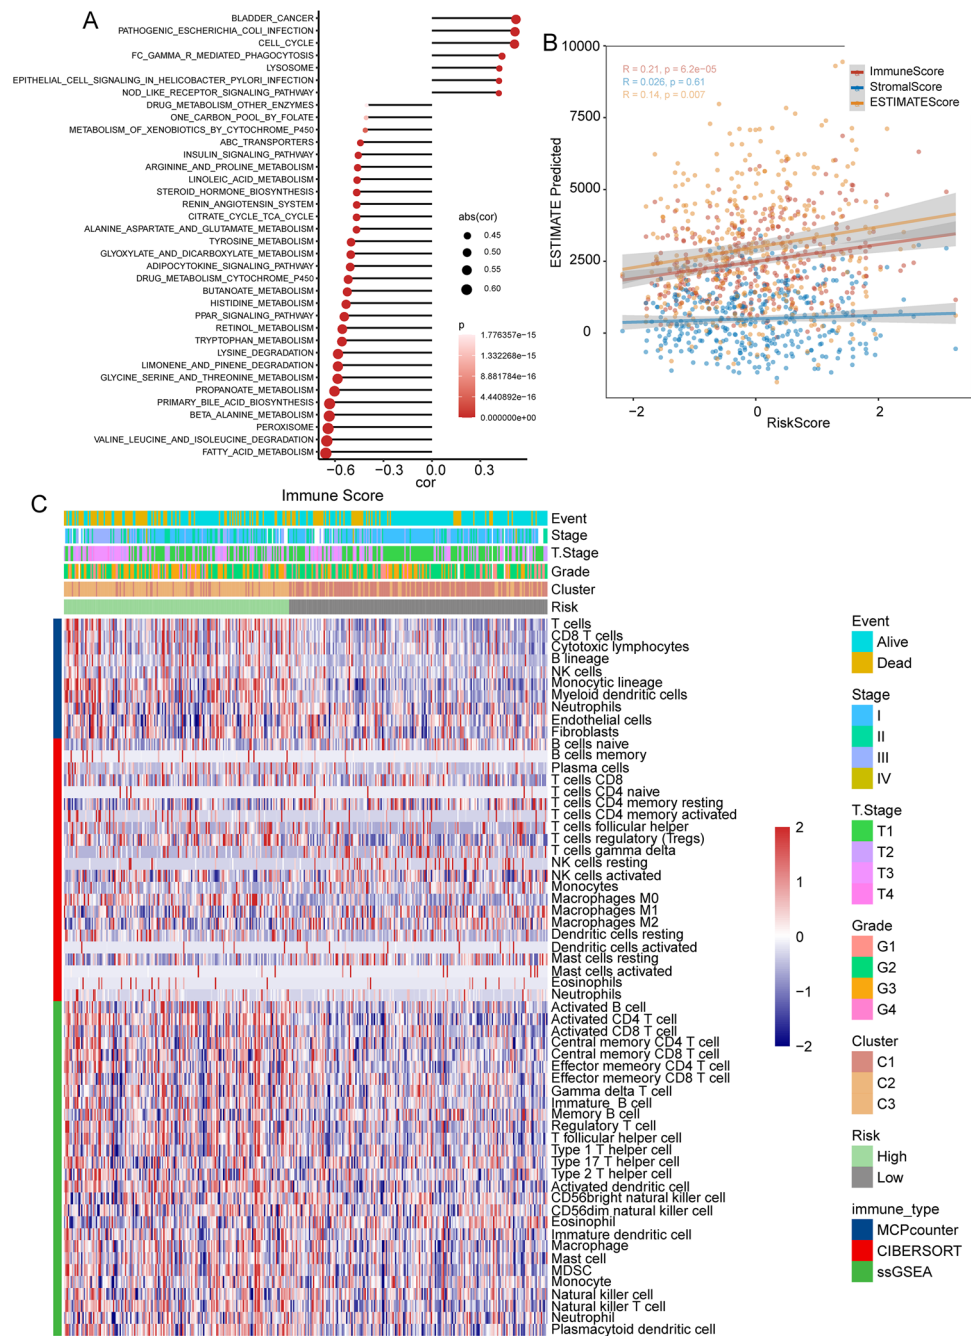 A
BLADDER_CANCER
PATHOGENIC_ESCHERICHIA_COLI_INFECTION
CELL_CYCLE
FC_GAMMA_R_MEDIATED_PHAGOCYTOSIS
LYSOSOME
EPITHELIAL_CELL_SIGNALING_IN_HELICOBACTER_PYLORI_INFECTION
NOD_LIKE_RECEPTOR_SIGNALING_PATHWAY
DRUG_METABOLISM_OTHER_ENZYMES
ONE_CARBON_POOL_BY_FOLATE
METABOLISM_OF_XENOBIOTICS_BY_CYTOCHROME_P450
ABC_TRANSPORTERS
INSULIN_SIGNALING_PATHWAY
ARGININE_AND_PROLINE_METABOLISM
LINOLEIC_ACID_METABOLISM
STEROID_HORMONE_BIOSYNTHESIS
RENIN_ANGIOTENSIN_SYSTEM
CITRATE_CYCLE_TCA_CYCLE
ALANINE_ASPARTATE_AND_GLUTAMATE_METABOLISM
TYROSINE_METABOLISM
GLYOXYLATE_AND_DICARBOXYLATE_METABOLISM
ADIPOCYTOKINE_SIGNALING_PATHWAY
DRUG_METABOLISM_CYTOCHROME_P450
BUTANOATE_METABOLISM
HISTIDINE_METABOLISM
PPAR_SIGNALING_PATHWAY
RETINOL_METABOLISM
TRYPTOPHAN_METABOLISM
LYSINE_DEGRADATION
LIMONENE_AND_PINENE_DEGRADATION
GLYCINE_SERINE_AND_THREONINE_METABOLISM
PROPANOATE_METABOLISM
PRIMARY_BILE_ACID_BIOSYNTHESIS
BETA_ALANINE_METABOLISM
PEROXISOME
VALINE_LEUCINE_AND_ISOLEUCINE_DEGRADATION
FATTY_ACID_METABOLISM
−0.6 −0.3 0.0 0.3
cor
abs(cor)
0.45
0.50
0.55
0.60
p
1.776357e−15
1.332268e−15
8.881784e−16
4.440892e−16
0.000000e+00
B
10000
7500
5000
2500
0
ESTIMATE Predicted
R = 0.21, p = 6.2e−05
R = 0.026, p = 0.61
R = 0.14, p = 0.007
ImmuneScore
StromalScore
ESTIMATEScore
−2 0 2
RiskScore
C
Immune Score
Event
Stage
T.Stage
Grade
Cluster
Risk
T cells
CD8 T cells
Cytotoxic lymphocytes
B lineage
NK cells
Monocytic lineage
Myeloid dendritic cells
Neutrophils
Endothelial cells
Fibroblasts
B cells naive
B cells memory
Plasma cells
T cells CD8
T cells CD4 naive
T cells CD4 memory resting
T cells CD4 memory activated
T cells follicular helper
T cells regulatory (Tregs)
T cells gamma delta
NK cells resting
NK cells activated
Monocytes
Macrophages M0
Macrophages M1
Macrophages M2
Dendritic cells resting
Dendritic cells activated
Mast cells resting
Mast cells activated
Eosinophils
Neutrophils
Activated B cell
Activated CD4 T cell
Activated CD8 T cell
Central memory CD4 T cell
Central memory CD8 T cell
Effector memeory CD4 T cell
Effector memeory CD8 T cell
Gamma delta T cell
Immature  B cell
Memory B cell
Regulatory T cell
T follicular helper cell
Type 1 T helper cell
Type 17 T helper cell
Type 2 T helper cell
Activated dendritic cell
CD56bright natural killer cell
CD56dim natural killer cell
Eosinophil
Immature dendritic cell
Macrophage
Mast cell
MDSC
Monocyte
Natural killer cell
Natural killer T cell
Neutrophil
Plasmacytoid dendritic cell
2
1
0
−1
−2
Event
Alive
Dead
Stage
I
II
III
IV
T.Stage
T1
T2
T3
T4
Grade
G1
G2
G3
G4
Cluster
C1
C2
C3
Risk
High
Low
immune_type
MCPcounter
CIBERSORT
ssGSEA